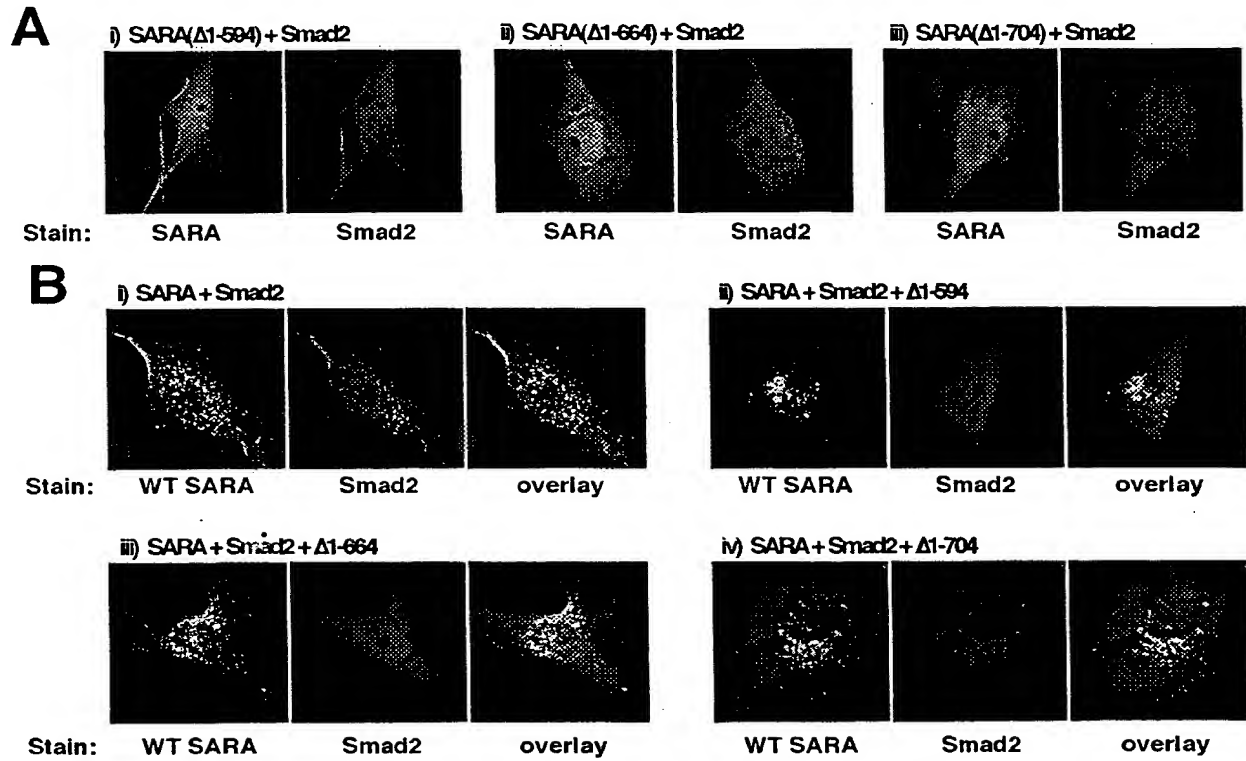 A
i) SARA(Δ1-594) + Smad2
ii) SARA(Δ1-664) + Smad2
iii) SARA(Δ1-704) + Smad2
Stain: SARA Smad2 SARA Smad2 SARA Smad2
B
i) SARA + Smad2
ii) SARA + Smad2 + Δ1-594
Stain: WT SARA Smad2 overlay WT SARA Smad2 overlay
iii) SARA + Smad2 + Δ1-664
iv) SARA + Smad2 + Δ1-704
Stain: WT SARA Smad2 overlay WT SARA Smad2 overlay